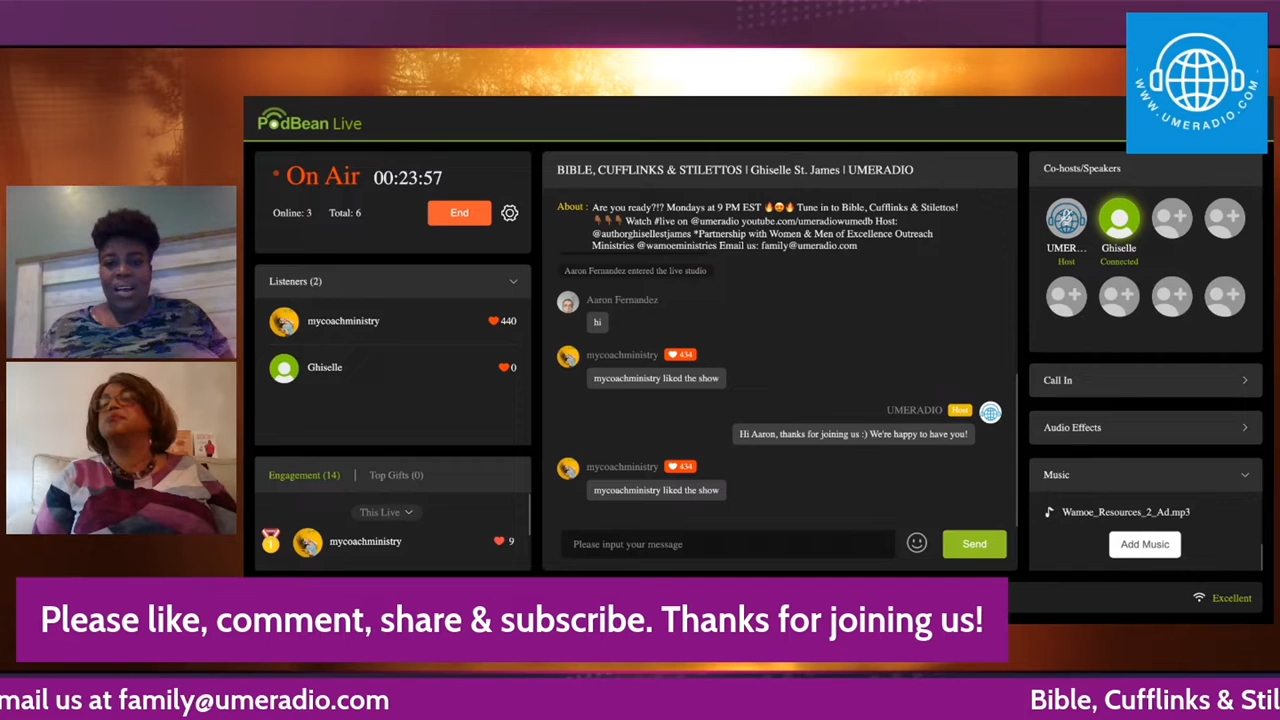 WWW.UMERADIO.COM
PodBean Live
On Air 00:23:57
Online: 3 Total: 6
End
Listeners (2)
mycoachministry 440
Ghiselle 0
Engagement (14) | Top Gifts (0)
This Live
1 mycoachministry 9
BIBLE, CUFFLINKS & STILETTOS | Ghiselle St. James | UMERADIO
About : Are you ready?!? Mondays at 9 PM EST 🔥😍🔥 Tune in to Bible, Cufflinks & Stilettos!
👇🏾👇🏾👇🏾 Watch #live on @umeradio youtube.com/umeradiowumedb Host:
@authorghisellestjames *Partnership with Women & Men of Excellence Outreach
Ministries @wamoeministries Email us: family@umeradio.com
Aaron Fernandez entered the live studio
Aaron Fernandez
hi
mycoachministry 434
mycoachministry liked the show
UMERADIO Host
Hi Aaron, thanks for joining us :) We're happy to have you!
mycoachministry 434
mycoachministry liked the show
Please input your message
Send
Co-hosts/Speakers
UMER... Ghiselle
Host Connected
Call In
Audio Effects
Music
Wamoe_Resources_2_Ad.mp3
Add Music
Excellent
Please like, comment, share & subscribe. Thanks for joining us!
mail us at family@umeradio.com
Bible, Cufflinks & Stil